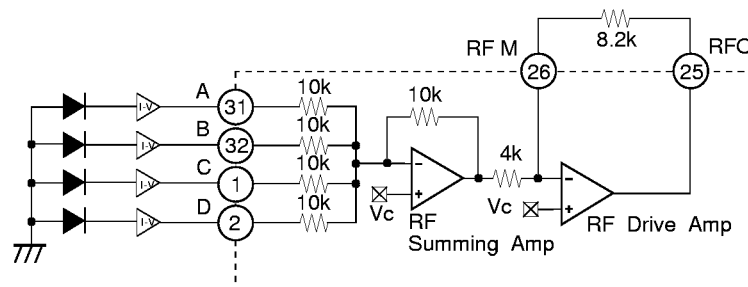 RF M
8.2k
RFO
26
25
A
31
10k
I-V
B
32
10k
I-V
C
1
10k
I-V
D
2
10k
I-V
10k
−
+
Vc
RF
Summing Amp
4k
−
+
Vc
RF Drive Amp